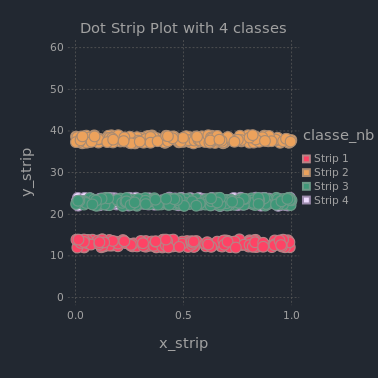 Dot Strip Plot with 4 classes
60
50
40
30
20
10
0
y_strip
0.0
0.5
1.0
x_strip
classe_nb
Strip 1
Strip 2
Strip 3
Strip 4